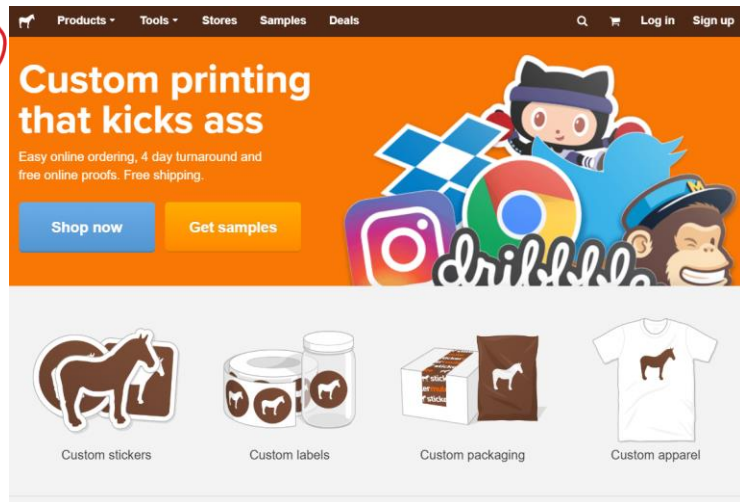 Products Tools Stores Samples Deals Log in Sign up
Custom printing
that kicks ass
Easy online ordering, 4 day turnaround and
free online proofs. Free shipping.
Shop now Get samples
dribbble
Custom stickers Custom labels Custom packaging Custom apparel